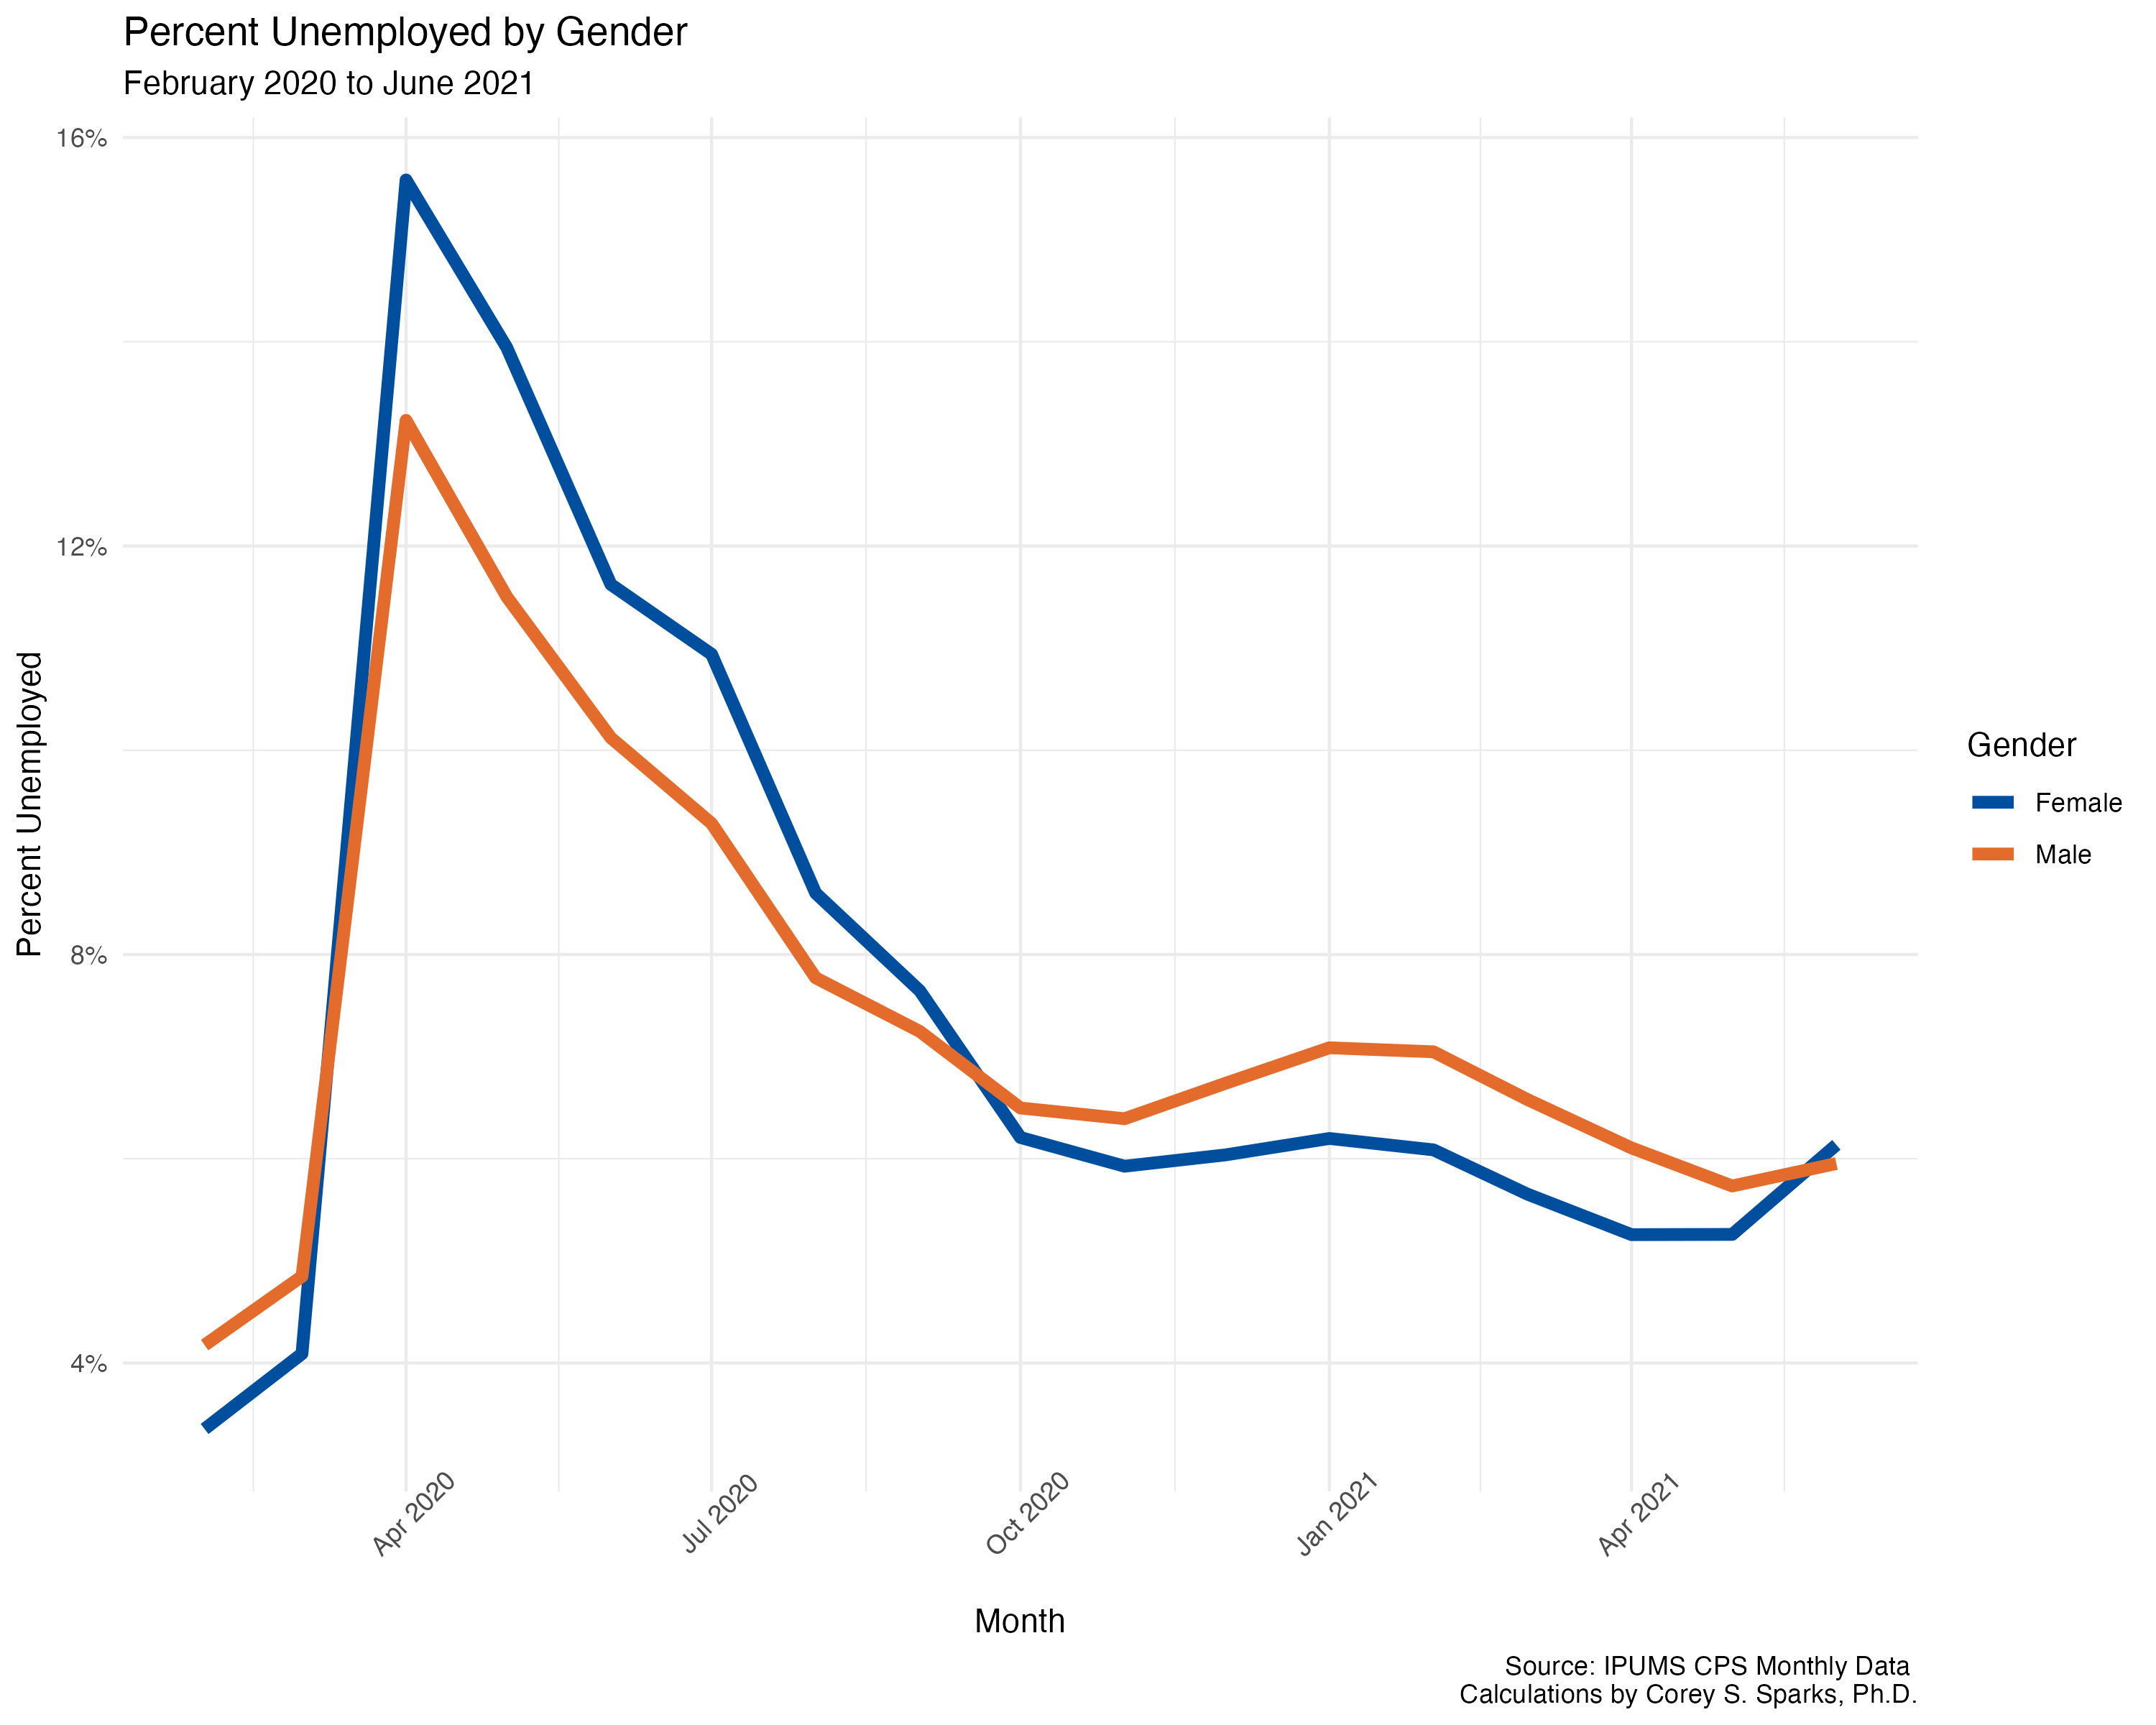 Percent Unemployed by Gender
February 2020 to June 2021
16%
12%
8%
4%
Percent Unemployed
Apr 2020
Jul 2020
Oct 2020
Jan 2021
Apr 2021
Month
Gender
Female
Male
Source: IPUMS CPS Monthly Data
Calculations by Corey S. Sparks, Ph.D.